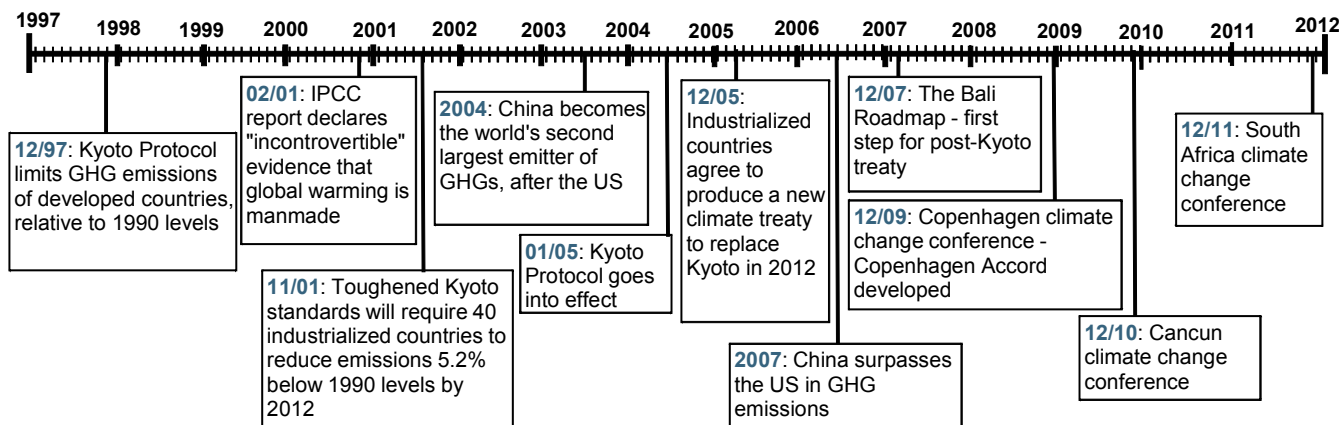 1997 1998 1999 2000 2001 2002 2003 2004 2005 2006 2007 2008 2009 2010 2011 2012
12/97: Kyoto Protocol
limits GHG emissions
of developed countries,
relative to 1990 levels
02/01: IPCC
report declares
"incontrovertible"
evidence that
global warming is
manmade
11/01: Toughened Kyoto
standards will require 40
industrialized countries to
reduce emissions 5.2%
below 1990 levels by
2012
2004: China becomes
the world's second
largest emitter of
GHGs, after the US
01/05: Kyoto
Protocol goes
into effect
12/05:
Industrialized
countries
agree to
produce a new
climate treaty
to replace
Kyoto in 2012
2007: China surpasses
the US in GHG
emissions
12/07: The Bali
Roadmap - first
step for post-Kyoto
treaty
12/09: Copenhagen climate
change conference -
Copenhagen Accord
developed
12/10: Cancun
climate change
conference
12/11: South
Africa climate
change
conference